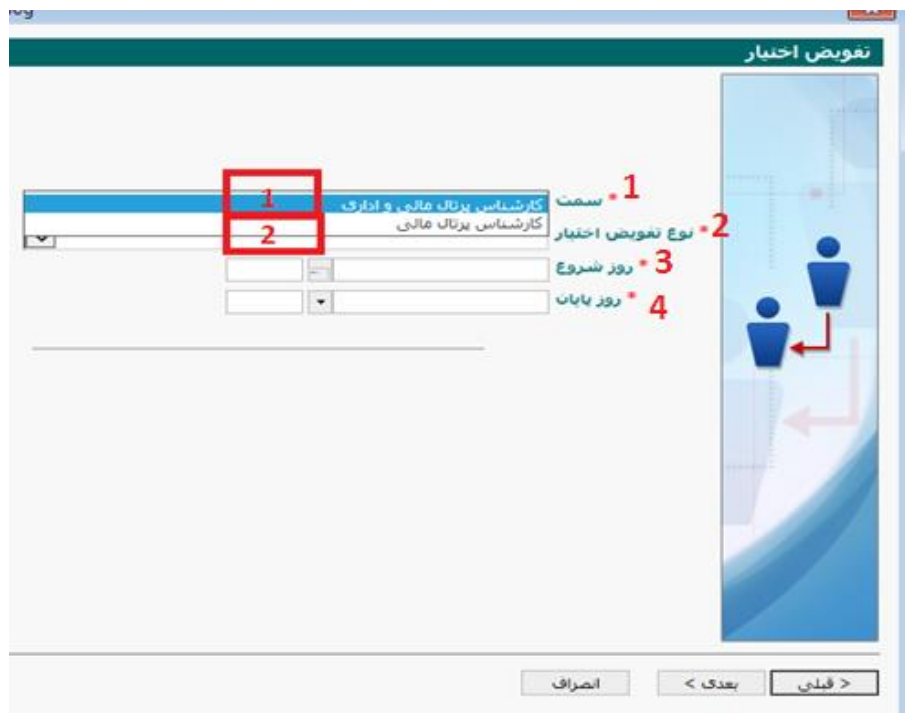 تفویض اختیار
* سمت 1
کارشناس پرتال مالی و اداری 1
کارشناس پرتال مالی 2
* نوع تفویض اختیار 2
* روز شروع 3
* روز پایان 4
< قبلی
بعدی >
انصراف